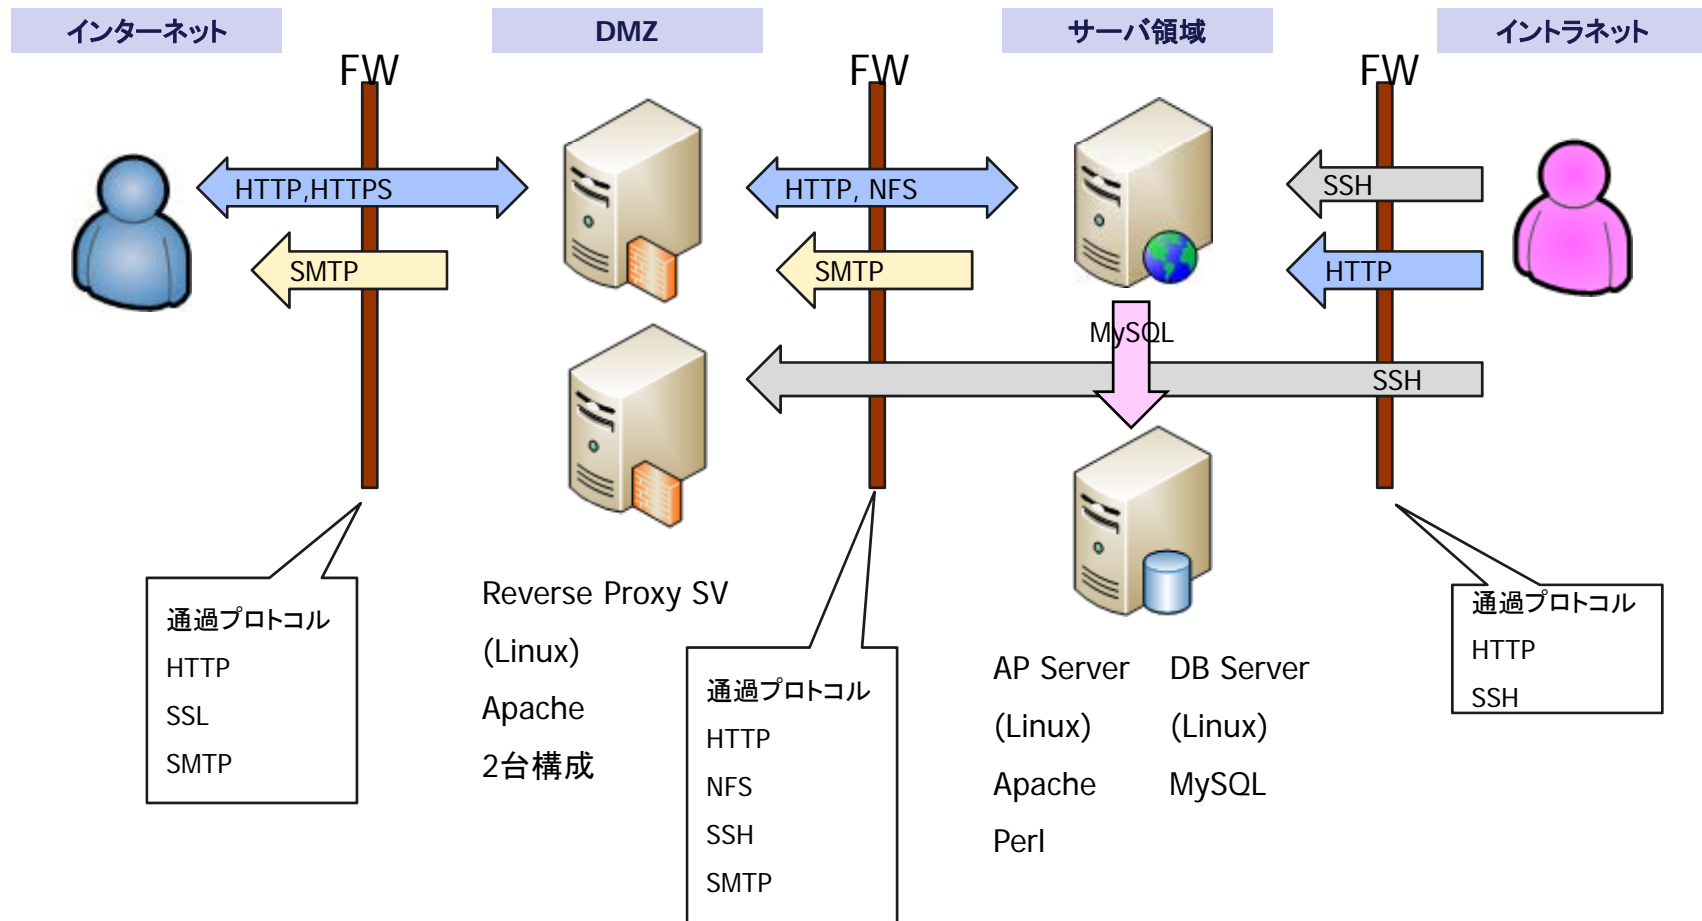 インターネット
DMZ
サーバ領域
イントラネット
FW
FW
FW
HTTP,HTTPS
HTTP, NFS
SSH
SMTP
SMTP
HTTP
MySQL
SSH
通過プロトコル
HTTP
SSL
SMTP
Reverse Proxy SV
(Linux)
Apache
2台構成
通過プロトコル
HTTP
NFS
SSH
SMTP
AP Server
(Linux)
Apache
Perl
DB Server
(Linux)
MySQL
通過プロトコル
HTTP
SSH